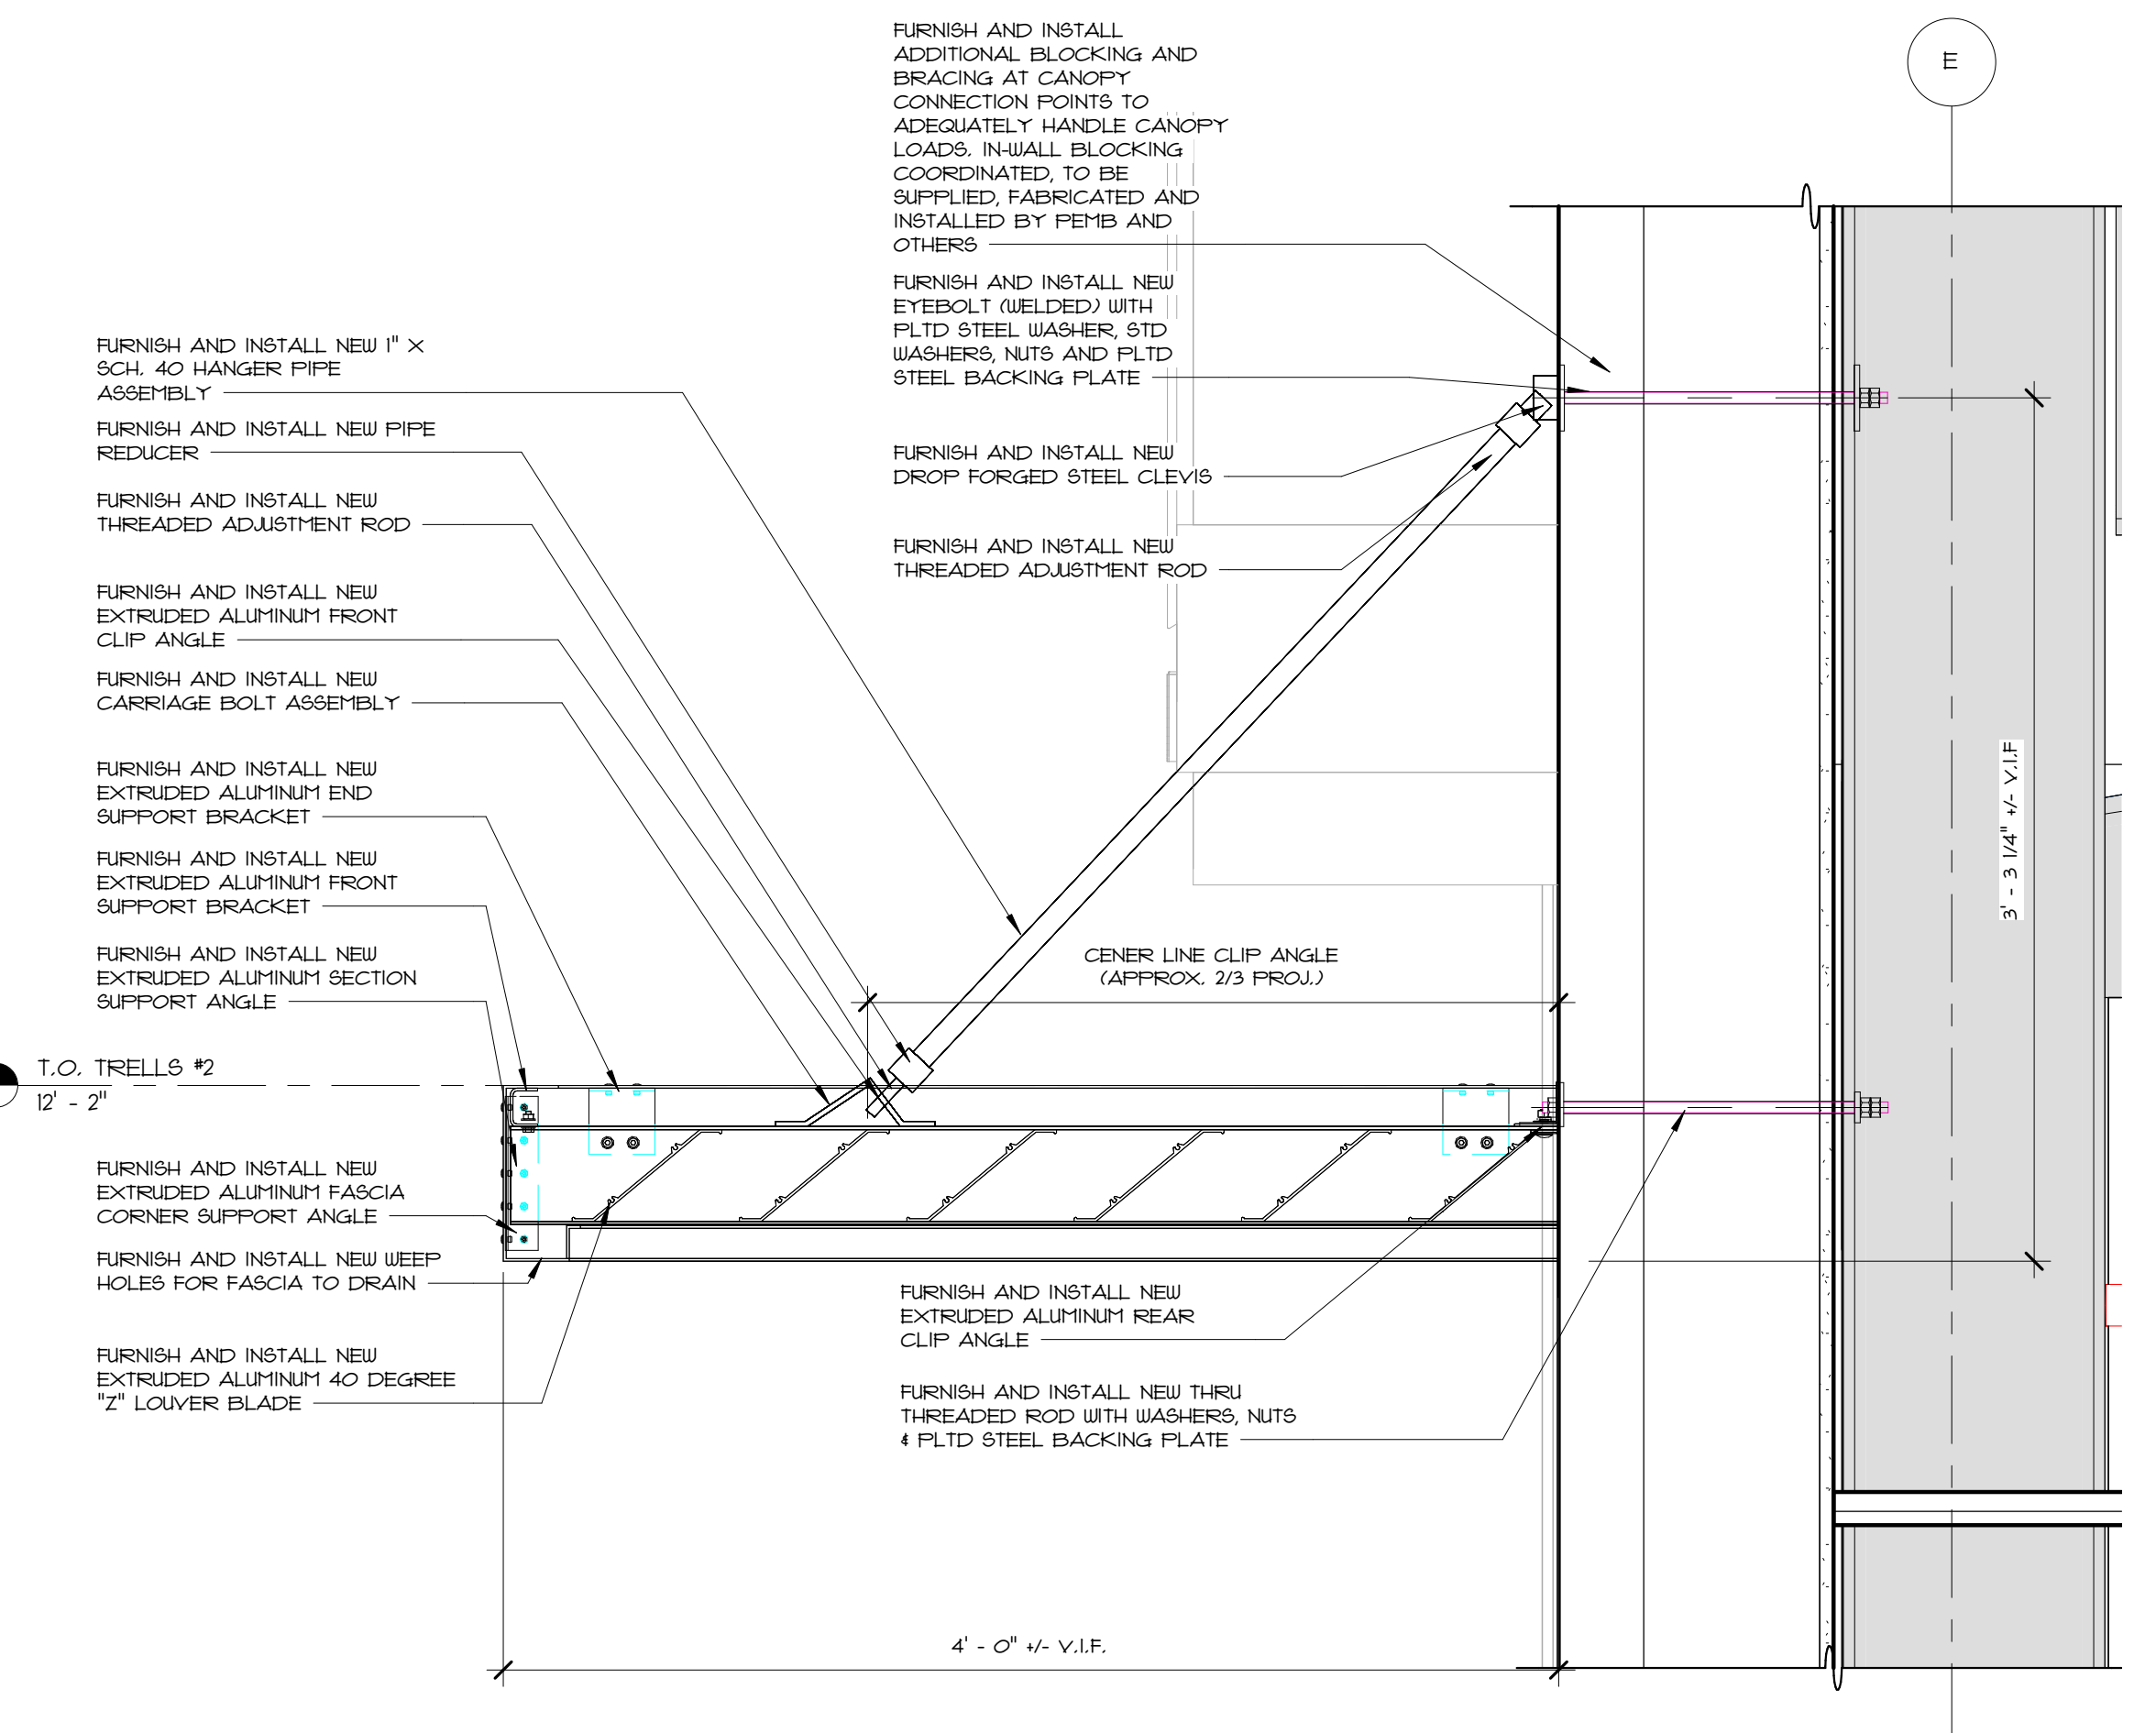 FURNISH AND INSTALL
ADDITIONAL BLOCKING AND
BRACING AT CANOPY
CONNECTION POINTS TO
ADEQUATELY HANDLE CANOPY
LOADS. IN-WALL BLOCKING
COORDINATED, TO BE
SUPPLIED, FABRICATED AND
INSTALLED BY PEMB AND
OTHERS
E
FURNISH AND INSTALL NEW
EYEBOLT (WELDED) WITH
PLTD STEEL WASHER, STD
WASHERS, NUTS AND PLTD
STEEL BACKING PLATE
FURNISH AND INSTALL NEW
DROP FORGED STEEL CLEVIS
FURNISH AND INSTALL NEW
THREADED ADJUSTMENT ROD
FURNISH AND INSTALL NEW 1" X
SCH. 40 HANGER PIPE
ASSEMBLY
FURNISH AND INSTALL NEW PIPE
REDUCER
FURNISH AND INSTALL NEW
THREADED ADJUSTMENT ROD
FURNISH AND INSTALL NEW
EXTRUDED ALUMINUM FRONT
CLIP ANGLE
FURNISH AND INSTALL NEW
CARRIAGE BOLT ASSEMBLY
FURNISH AND INSTALL NEW
EXTRUDED ALUMINUM END
SUPPORT BRACKET
FURNISH AND INSTALL NEW
EXTRUDED ALUMINUM FRONT
SUPPORT BRACKET
FURNISH AND INSTALL NEW
EXTRUDED ALUMINUM SECTION
SUPPORT ANGLE
T.O. TRELLS #2
12' - 2"
FURNISH AND INSTALL NEW
EXTRUDED ALUMINUM FASCIA
CORNER SUPPORT ANGLE
FURNISH AND INSTALL NEW WEEP
HOLES FOR FASCIA TO DRAIN
FURNISH AND INSTALL NEW
EXTRUDED ALUMINUM 40 DEGREE
"Z" LOUVER BLADE
CENER LINE CLIP ANGLE
(APPROX. 2/3 PROJ.)
3' - 3 1/4" +/- V.I.F
FURNISH AND INSTALL NEW
EXTRUDED ALUMINUM REAR
CLIP ANGLE
FURNISH AND INSTALL NEW THRU
THREADED ROD WITH WASHERS, NUTS
& PLTD STEEL BACKING PLATE
4' - 0" +/- V.I.F.